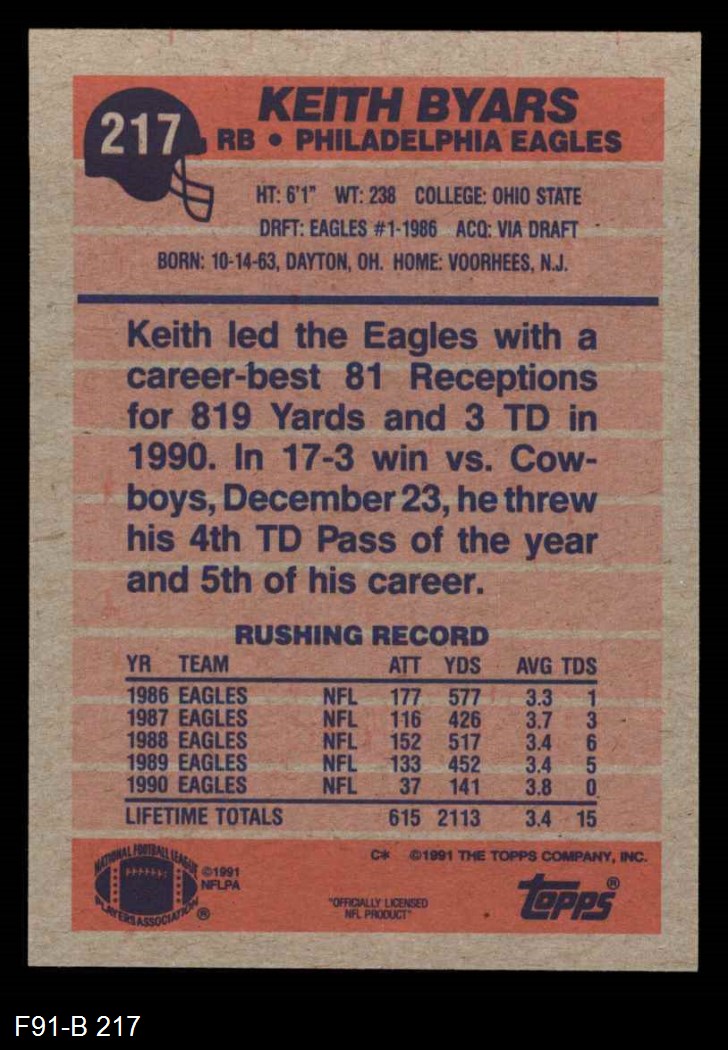 217
KEITH BYARS
RB • PHILADELPHIA EAGLES
HT: 6'1" WT: 238 COLLEGE: OHIO STATE
DRFT: EAGLES #1-1986 ACQ: VIA DRAFT
BORN: 10-14-63, DAYTON, OH. HOME: VOORHEES, N.J.
Keith led the Eagles with a
career-best 81 Receptions
for 819 Yards and 3 TD in
1990. In 17-3 win vs. Cow-
boys, December 23, he threw
his 4th TD Pass of the year
and 5th of his career.
RUSHING RECORD
YR TEAM ATT YDS AVG TDS
1986 EAGLES NFL 177 577 3.3 1
1987 EAGLES NFL 116 426 3.7 3
1988 EAGLES NFL 152 517 3.4 6
1989 EAGLES NFL 133 452 3.4 5
1990 EAGLES NFL 37 141 3.8 0
LIFETIME TOTALS 615 2113 3.4 15
C* ©1991 THE TOPPS COMPANY, INC.
NATIONAL FOOTBALL LEAGUE
PLAYERS ASSOCIATION ®
©1991
NFLPA
"OFFICIALLY LICENSED
NFL PRODUCT"
topps®
F91-B 217